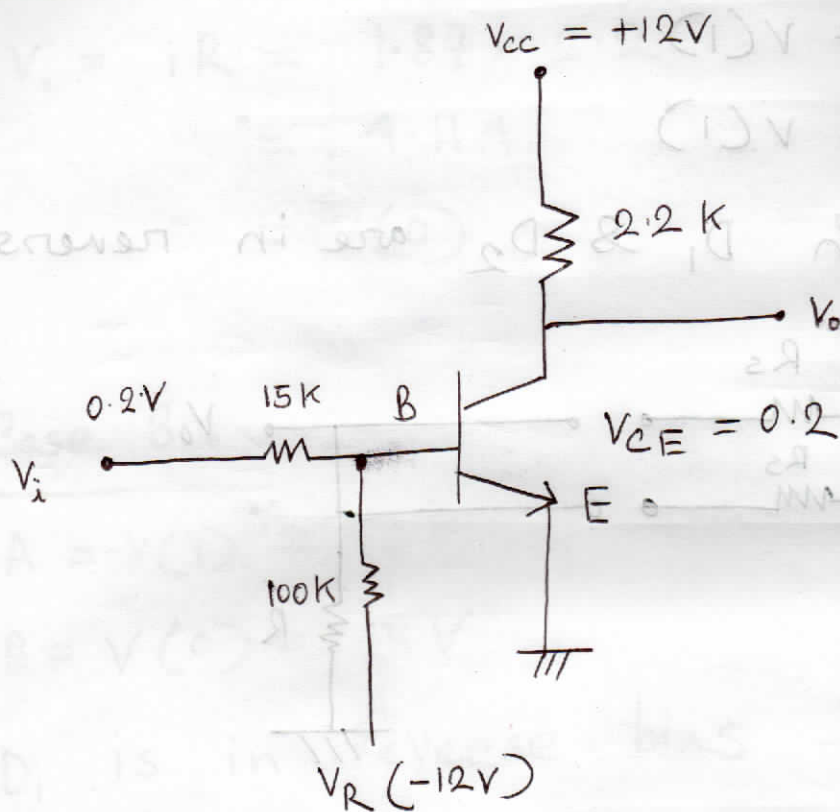 Vcc = +12V
2.2 K
Vo
0.2V
15K
B
VCE = 0.2
Vi
E
100K
VR (-12V)